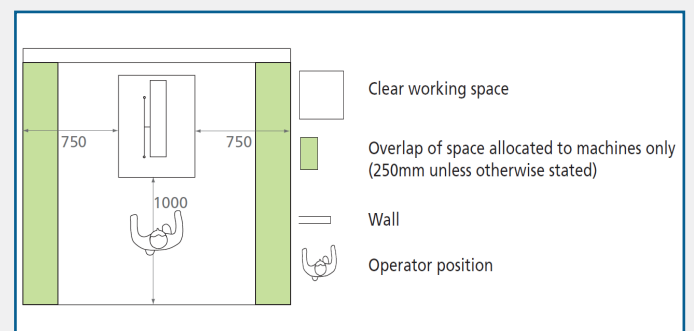 750
750
1000
Clear working space
Overlap of space allocated to machines only
(250mm unless otherwise stated)
Wall
Operator position